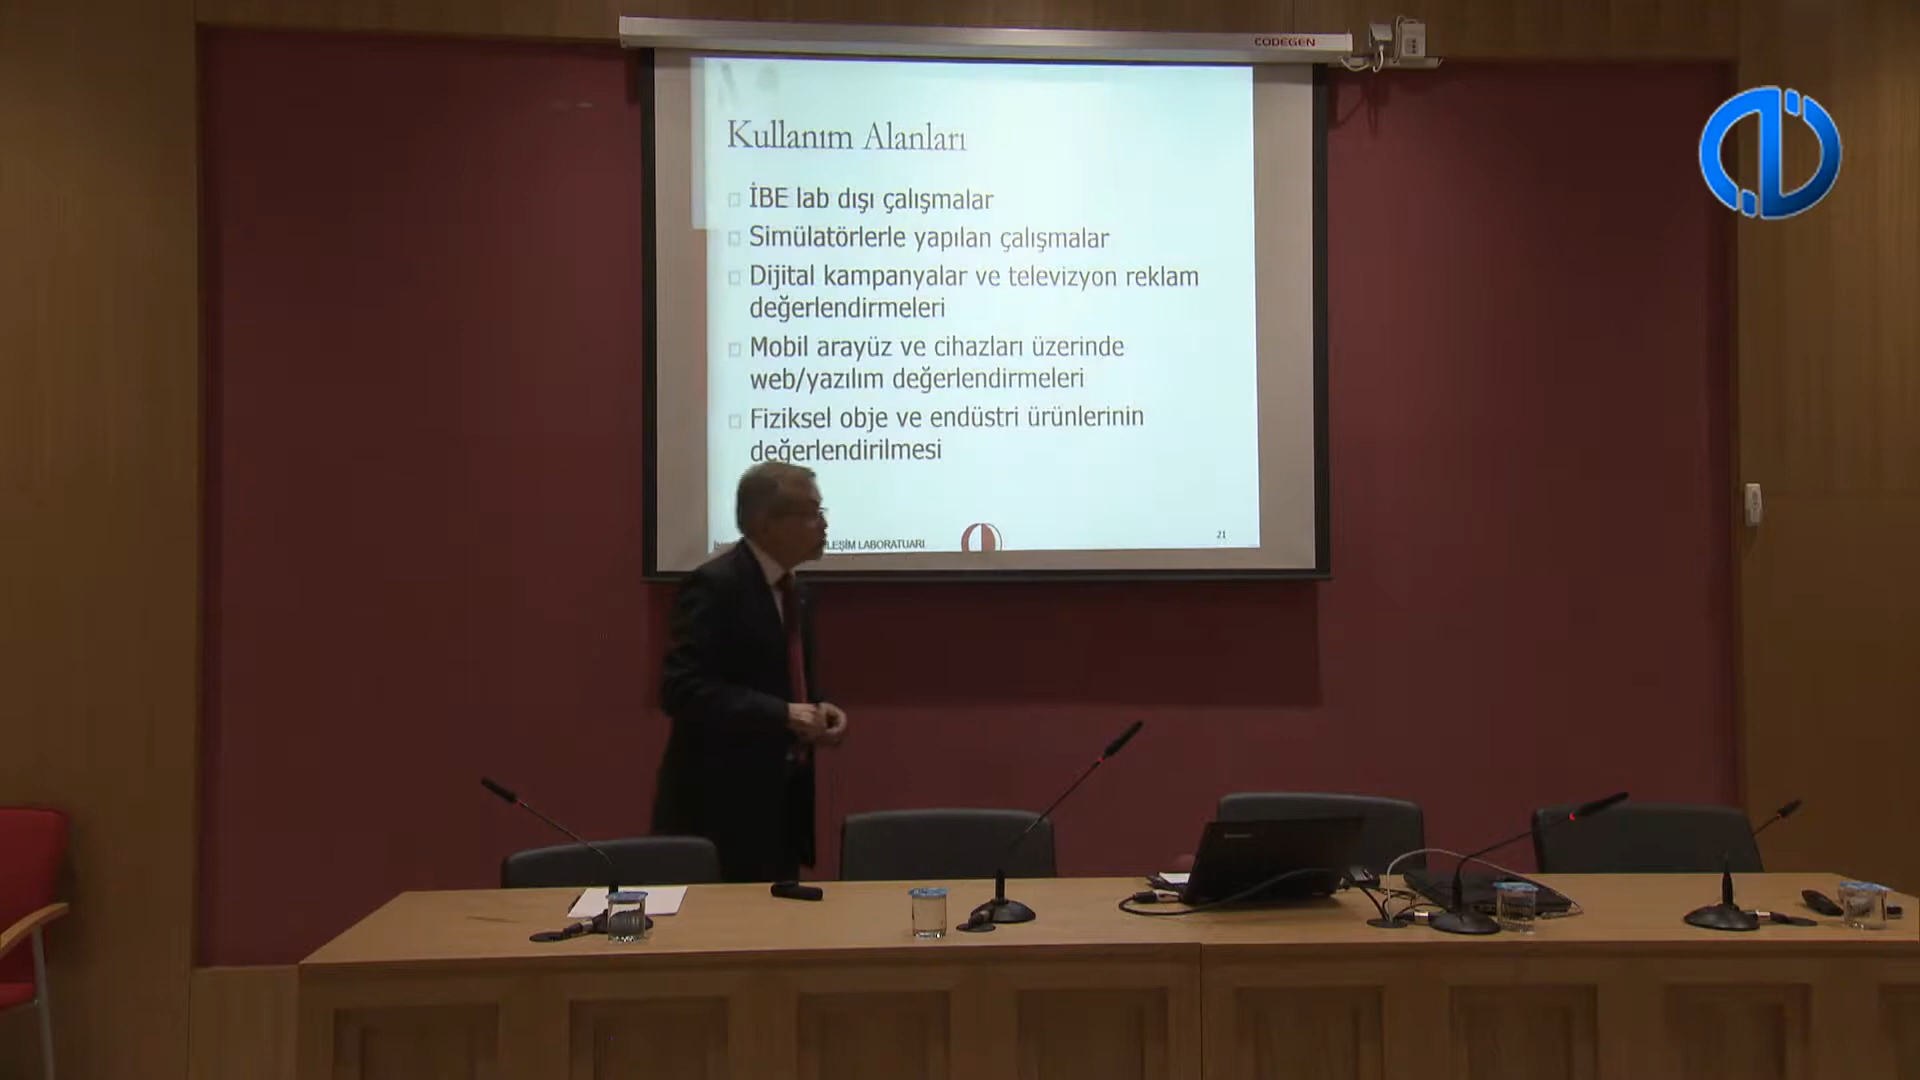 CODEGEN
Kullanım Alanları
İBE lab dışı çalışmalar
Simülatörlerle yapılan çalışmalar
Dijital kampanyalar ve televizyon reklam
değerlendirmeleri
Mobil arayüz ve cihazları üzerinde
web/yazılım değerlendirmeleri
Fiziksel obje ve endüstri ürünlerinin
değerlendirilmesi
LABORATUARI
21